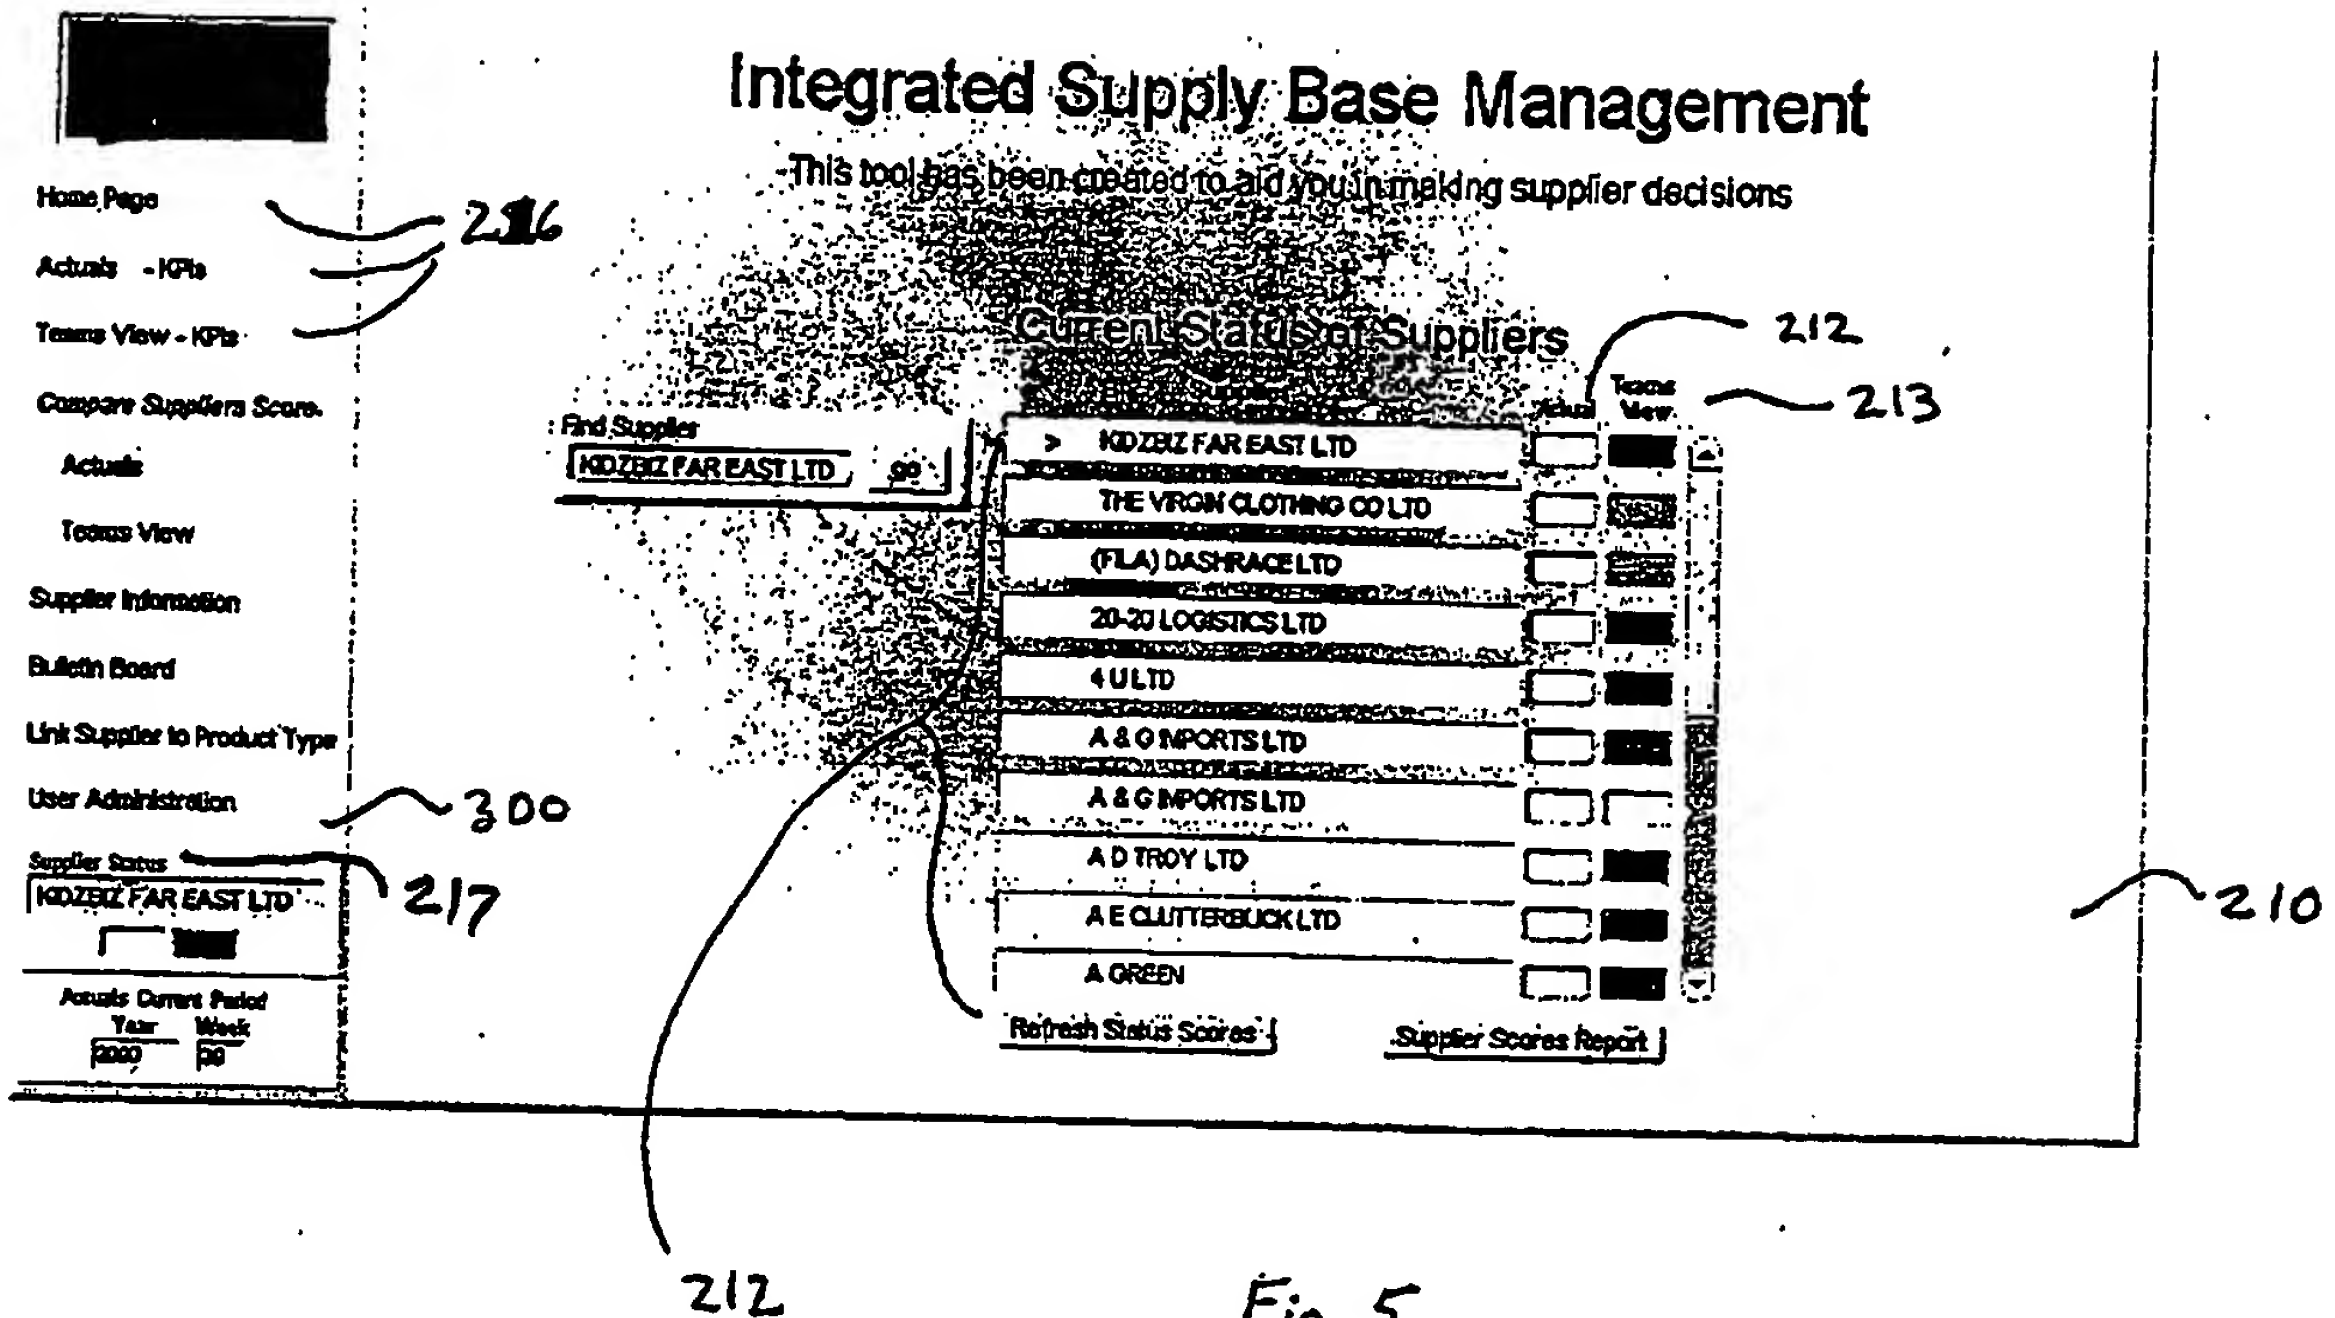 Integrated Supply Base Management
This tool has been created to aid you in making supplier decisions
Home Page
216
Actuals - KPIs
Teams View - KPIs
Compare Suppliers Score.
Actuals
Teams View
Supplier Information
Bulletin Board
Link Supplier to Product Type
User Administration
300
Supplier Status
217
KIDZBIZ FAR EAST LTD
Actuals Current Period
Year Week
2000
Current Status of Suppliers
212
Actual
Teams View
213
Find Supplier
KIDZBIZ FAR EAST LTD go
> KIDZBIZ FAR EAST LTD
THE VIRGIN CLOTHING CO LTD
(FILA) DASHRACE LTD
20-20 LOGISTICS LTD
4 U LTD
A & G IMPORTS LTD
A & G IMPORTS LTD
A D TROY LTD
A E CLUTTERBUCK LTD
A GREEN
210
Refresh Status Scores
Supplier Scores Report
212
Fig. 5